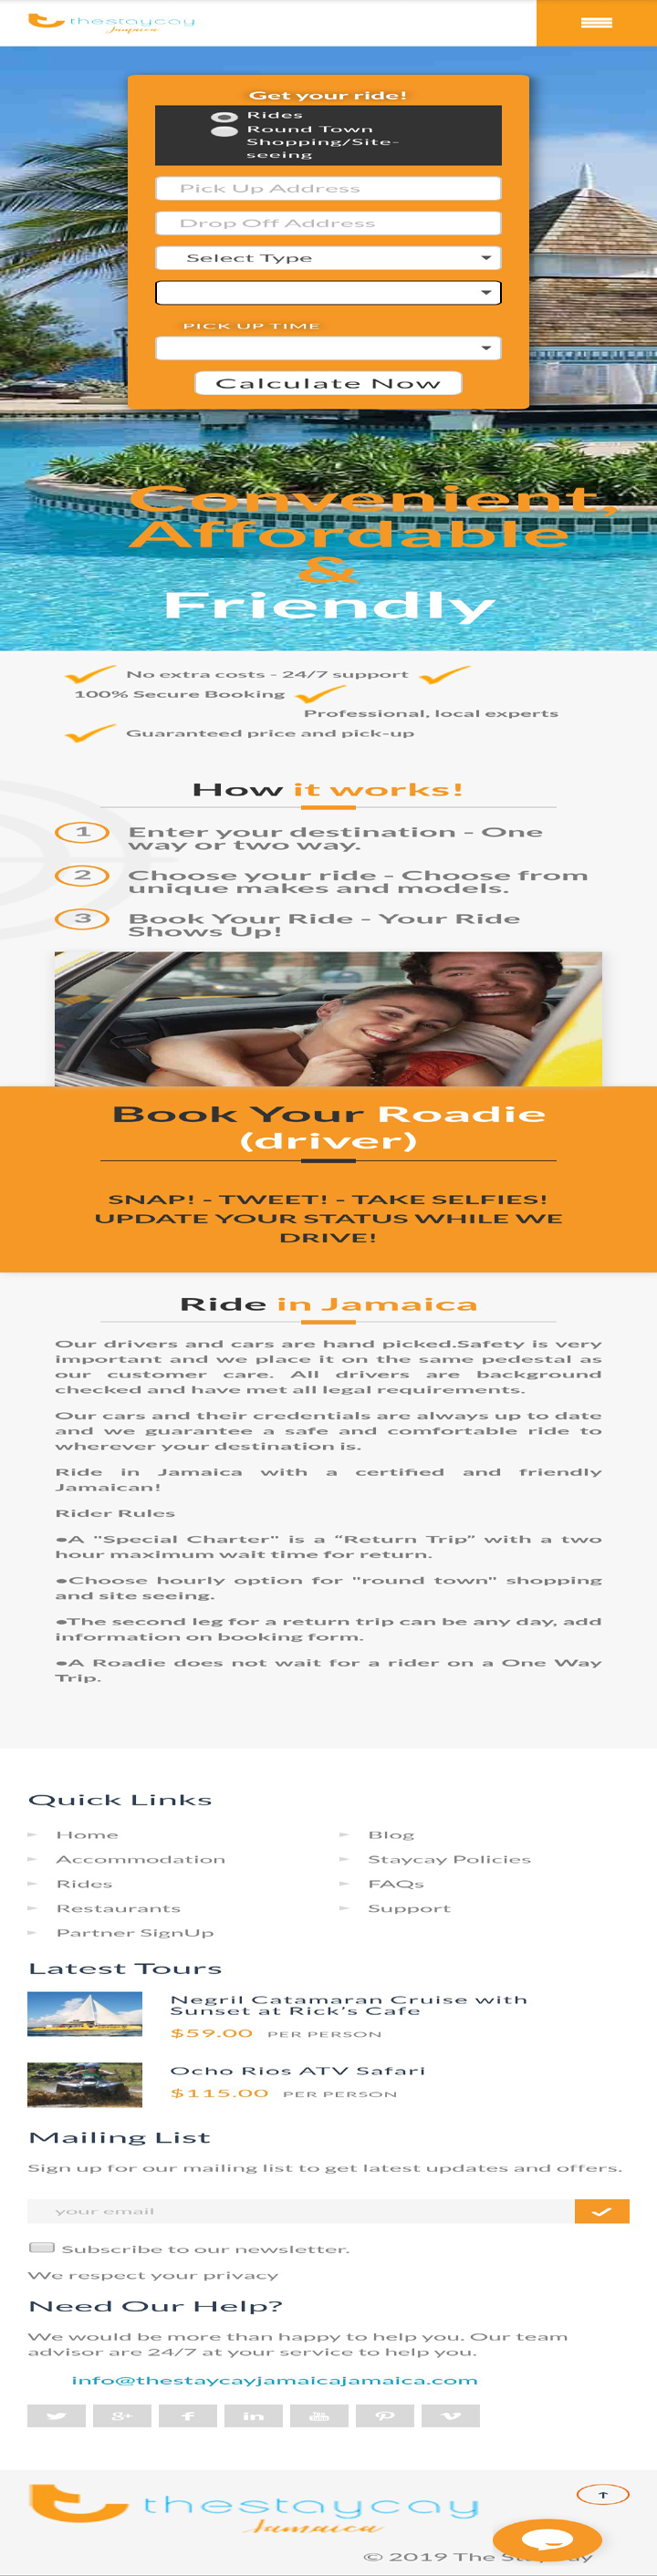 thestaycay
Jamaica
Get your ride!
Rides
Round Town
Shopping/Site-
seeing
Pick Up Address
Drop Off Address
Select Type
PICK UP TIME
Calculate Now
Convenient,
Affordable
&
Friendly
No extra costs - 24/7 support
100% Secure Booking
Professional, local experts
Guaranteed price and pick-up
How it works!
1 Enter your destination - One
way or two way.
2 Choose your ride - Choose from
unique makes and models.
3 Book Your Ride - Your Ride
Shows Up!
Book Your Roadie
(driver)
SNAP! - TWEET! - TAKE SELFIES!
UPDATE YOUR STATUS WHILE WE
DRIVE!
Ride in Jamaica
Our drivers and cars are hand picked.Safety is very
important and we place it on the same pedestal as
our customer care. All drivers are background
checked and have met all legal requirements.
Our cars and their credentials are always up to date
and we guarantee a safe and comfortable ride to
wherever your destination is.
Ride in Jamaica with a certified and friendly
Jamaican!
Rider Rules
●A "Special Charter" is a “Return Trip” with a two
hour maximum wait time for return.
●Choose hourly option for "round town" shopping
and site seeing.
●The second leg for a return trip can be any day, add
information on booking form.
●A Roadie does not wait for a rider on a One Way
Trip.
Quick Links
Home
Accommodation
Rides
Restaurants
Partner SignUp
Blog
Staycay Policies
FAQs
Support
Latest Tours
Negril Catamaran Cruise with
Sunset at Rick’s Cafe
$59.00 PER PERSON
Ocho Rios ATV Safari
$115.00 PER PERSON
Mailing List
Sign up for our mailing list to get latest updates and offers.
your email
Subscribe to our newsletter.
We respect your privacy
Need Our Help?
We would be more than happy to help you. Our team
advisor are 24/7 at your service to help you.
info@thestaycayjamaicajamaica.com
thestaycay
Jamaica
© 2019 The